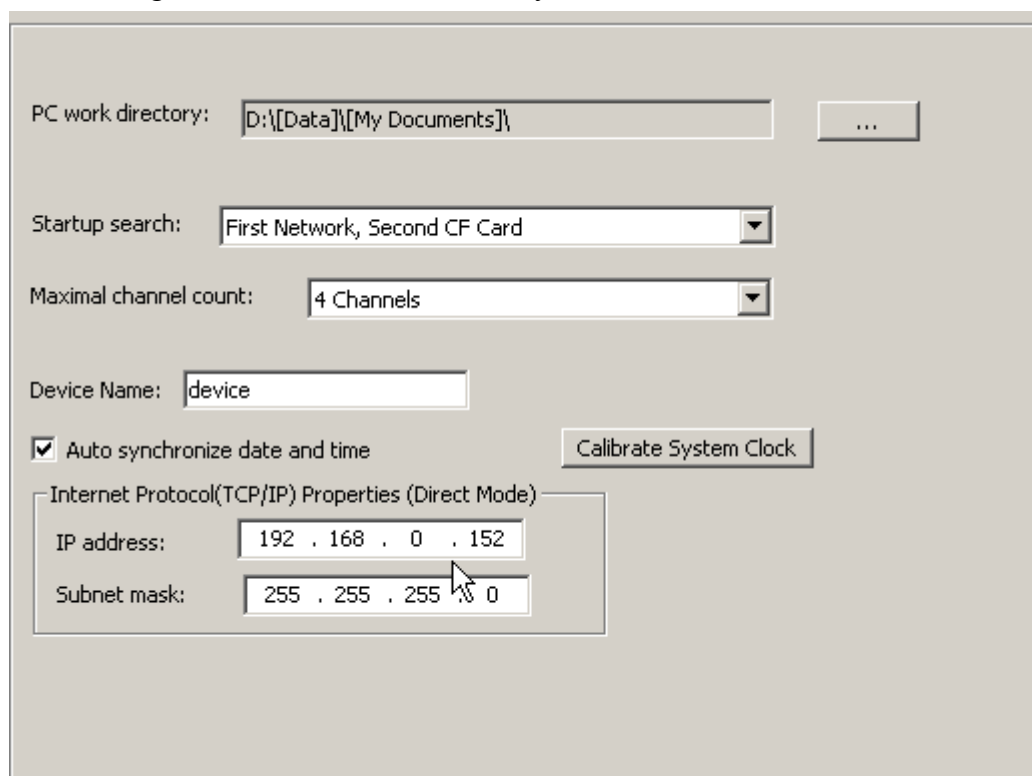 PC work directory: D:\[Data]\[My Documents]\ ...
Startup search: First Network, Second CF Card
Maximal channel count: 4 Channels
Device Name: device
Auto synchronize date and time Calibrate System Clock
Internet Protocol(TCP/IP) Properties (Direct Mode)
IP address: 192 . 168 . 0 . 152
Subnet mask: 255 . 255 . 255 . 0